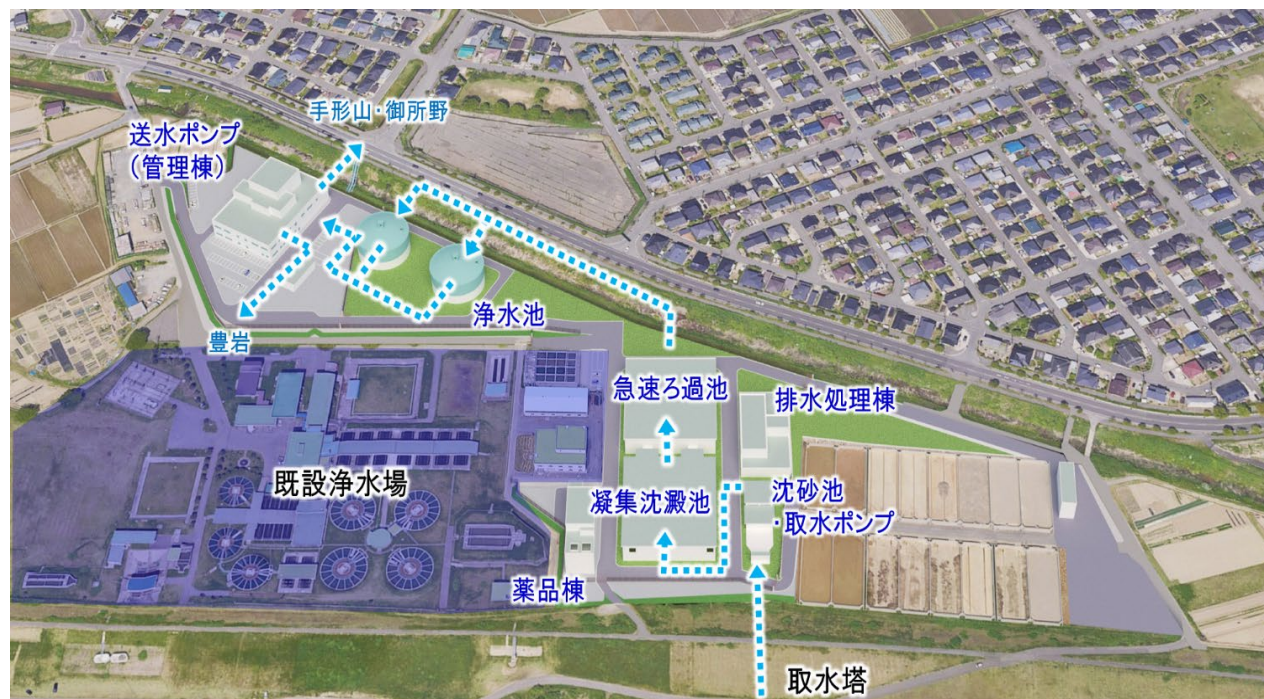 手形山・御所野
送水ポンプ
（管理棟）
浄水池
豊岩
急速ろ過池
排水処理棟
既設浄水場
凝集沈澱池
沈砂池
・取水ポンプ
薬品棟
取水塔